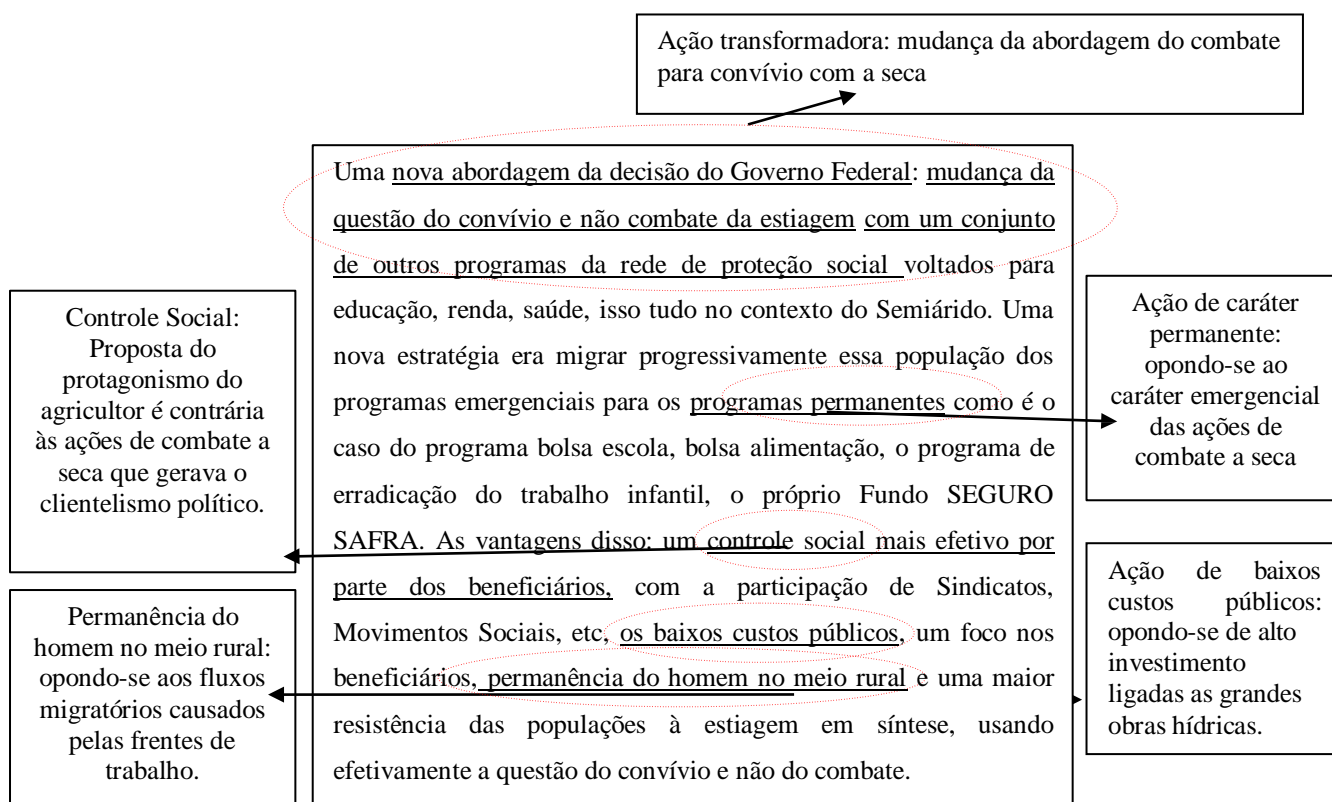 Ação transformadora: mudança da abordagem do combate
para convívio com a seca
Uma nova abordagem da decisão do Governo Federal: mudança da
questão do convívio e não combate da estiagem com um conjunto
de outros programas da rede de proteção social voltados para
educação, renda, saúde, isso tudo no contexto do Semiárido. Uma
nova estratégia era migrar progressivamente essa população dos
programas emergenciais para os programas permanentes como é o
caso do programa bolsa escola, bolsa alimentação, o programa de
erradicação do trabalho infantil, o próprio Fundo SEGURO
SAFRA. As vantagens disso: um controle social mais efetivo por
parte dos beneficiários, com a participação de Sindicatos,
Movimentos Sociais, etc, os baixos custos públicos, um foco nos
beneficiários, permanência do homem no meio rural e uma maior
resistência das populações à estiagem em síntese, usando
efetivamente a questão do convívio e não do combate.
Controle Social:
Proposta do
protagonismo do
agricultor é contrária
às ações de combate a
seca que gerava o
clientelismo político.
Permanência do
homem no meio rural:
opondo-se aos fluxos
migratórios causados
pelas frentes de
trabalho.
Ação de caráter
permanente:
opondo-se ao
caráter emergencial
das ações de
combate a seca
Ação de baixos
custos públicos:
opondo-se de alto
investimento
ligadas as grandes
obras hídricas.